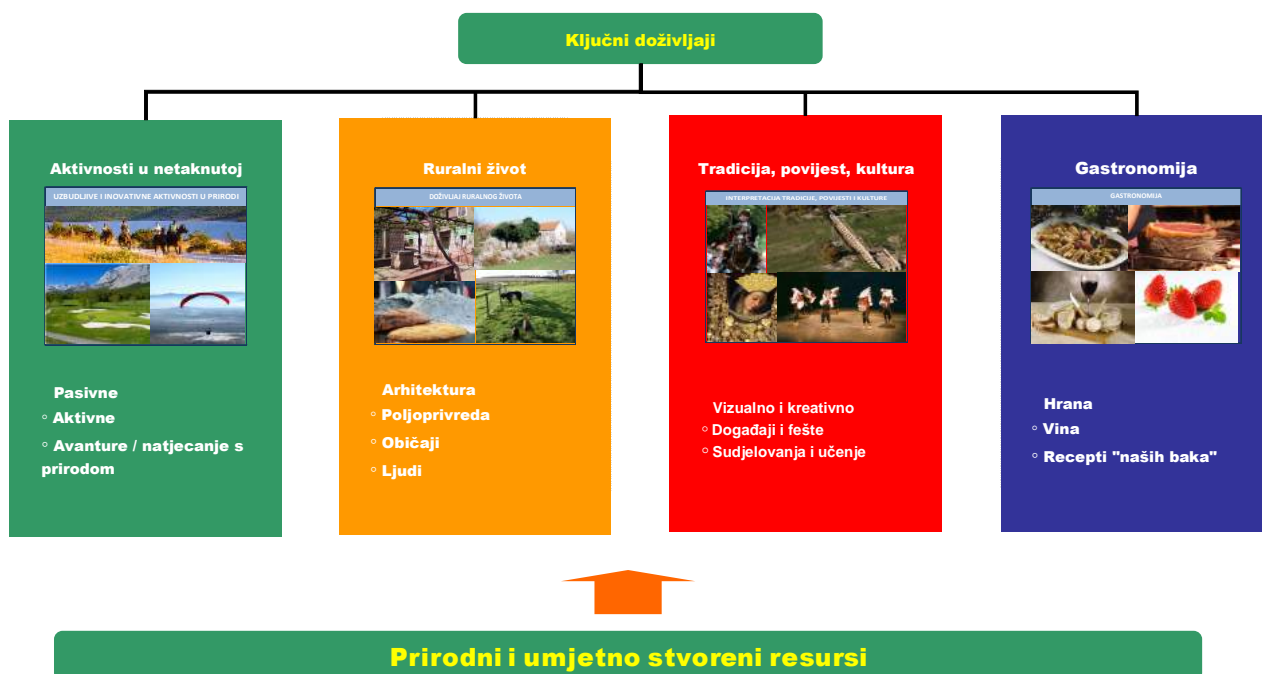 Ključni doživljaji
Aktivnosti u netaknutoj
UZBUDLJIVE I INOVATIVNE AKTIVNOSTI U PRIRODI
Pasivne
◦ Aktivne
◦ Avanture / natjecanje s
prirodom
Ruralni život
DOŽIVLJAJ RURALNOG ŽIVOTA
Arhitektura
◦ Poljoprivreda
◦ Običaji
◦ Ljudi
Tradicija, povijest, kultura
INTERPRETACIJA TRADICIJE, POVIJESTI I KULTURE
Vizualno i kreativno
◦ Događaji i fešte
◦ Sudjelovanja i učenje
Gastronomija
GASTRONOMIJA
Hrana
◦ Vina
◦ Recepti "naših baka"
Prirodni i umjetno stvoreni resursi